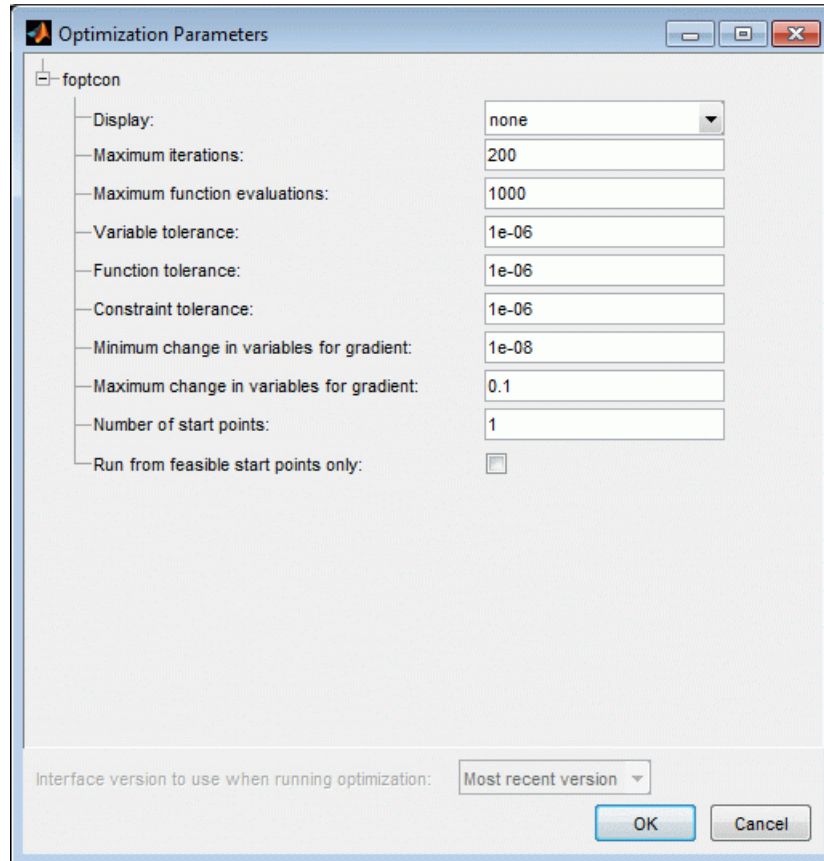 Optimization Parameters
foptcon
Display: none
Maximum iterations: 200
Maximum function evaluations: 1000
Variable tolerance: 1e-06
Function tolerance: 1e-06
Constraint tolerance: 1e-06
Minimum change in variables for gradient: 1e-08
Maximum change in variables for gradient: 0.1
Number of start points: 1
Run from feasible start points only:
Interface version to use when running optimization: Most recent version
OK Cancel